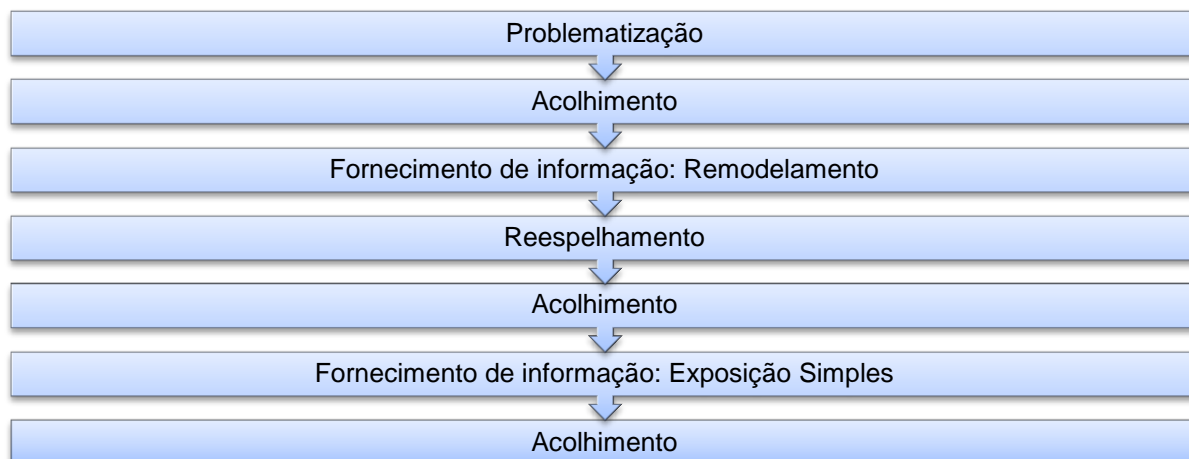 Problematização
Acolhimento
Fornecimento de informação: Remodelamento
Reespelhamento
Acolhimento
Fornecimento de informação: Exposição Simples
Acolhimento